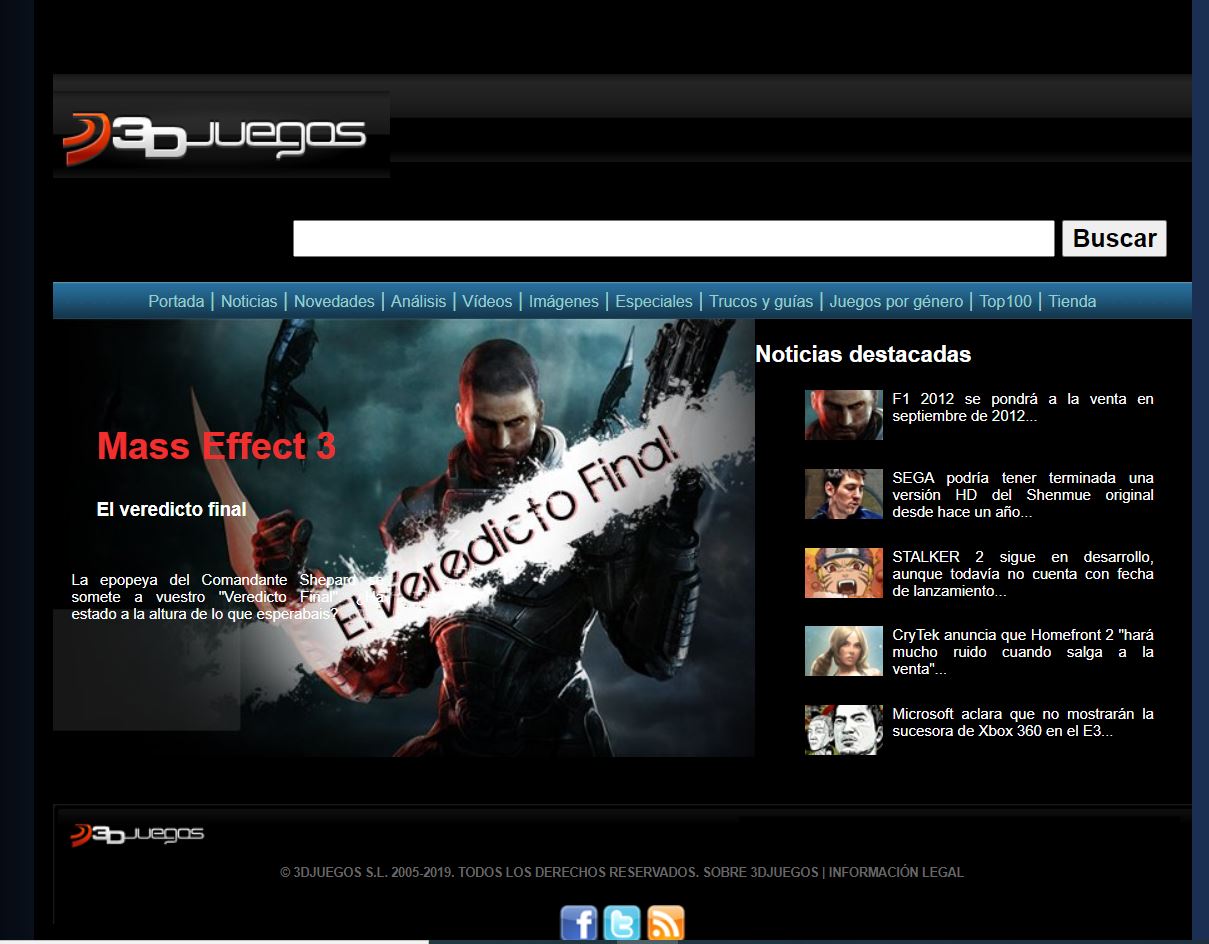 3DJUEGOS
Buscar
Portada | Noticias | Novedades | Análisis | Vídeos | Imágenes | Especiales | Trucos y guías | Juegos por género | Top100 | Tienda
Mass Effect 3
El veredicto final
La epopeya del Comandante Shepard se
somete a vuestro "Veredicto Final". ¿Ha
estado a la altura de lo que esperabais?
El Veredicto Final
Noticias destacadas
F1 2012 se pondrá a la venta en
septiembre de 2012...
SEGA podría tener terminada una
versión HD del Shenmue original
desde hace un año...
STALKER 2 sigue en desarrollo,
aunque todavía no cuenta con fecha
de lanzamiento...
CryTek anuncia que Homefront 2 "hará
mucho ruido cuando salga a la
venta"...
Microsoft aclara que no mostrarán la
sucesora de Xbox 360 en el E3...
3DJUEGOS
© 3DJUEGOS S.L. 2005-2019. TODOS LOS DERECHOS RESERVADOS. SOBRE 3DJUEGOS | INFORMACIÓN LEGAL